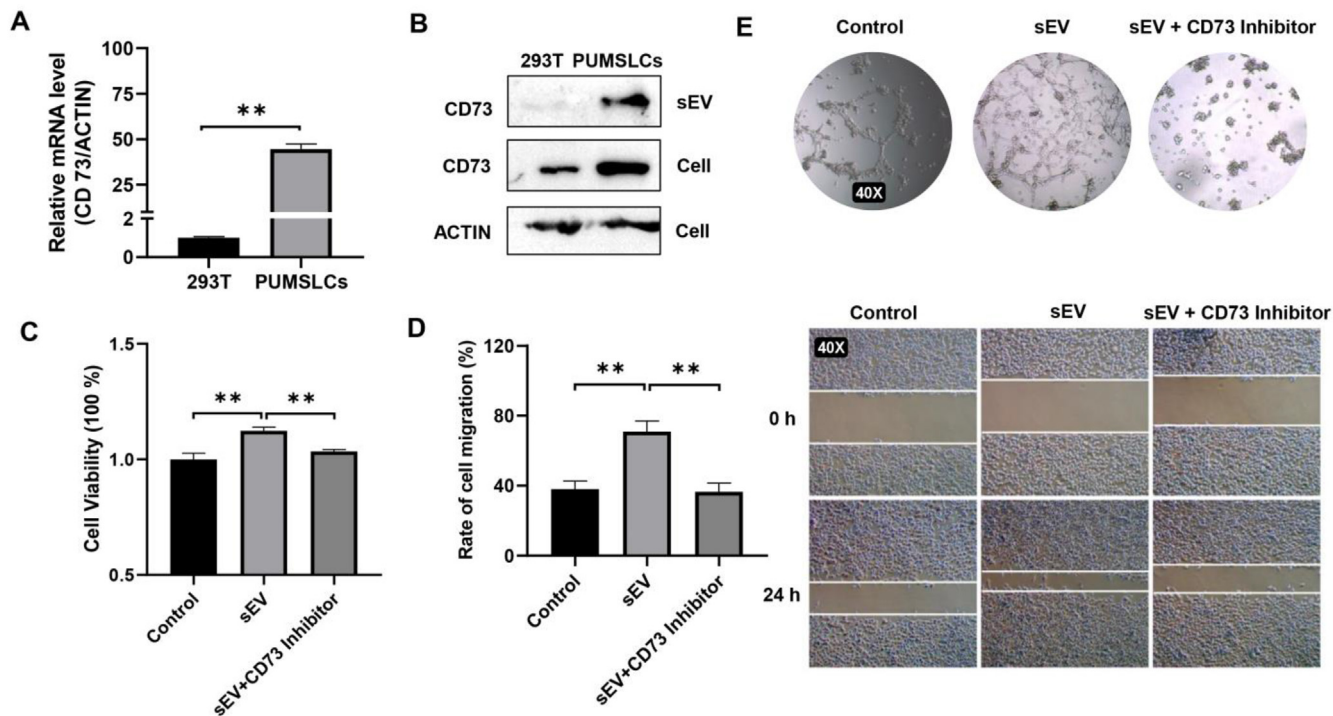 A
Relative mRNA level
(CD 73/ACTIN)
100
75
50
25
2
0
**
293T PUMSLCs
B
293T PUMSLCs
CD73 sEV
CD73 Cell
ACTIN Cell
E
Control sEV sEV + CD73 Inhibitor
40X
C
Cell Viability (100 %)
1.5
1.0
0.5
** **
Control
sEV
sEV+CD73 Inhibitor
D
Rate of cell migration (%)
120
80
40
0
** **
Control
sEV
sEV+CD73 Inhibitor
Control sEV sEV + CD73 Inhibitor
40X
0 h
24 h